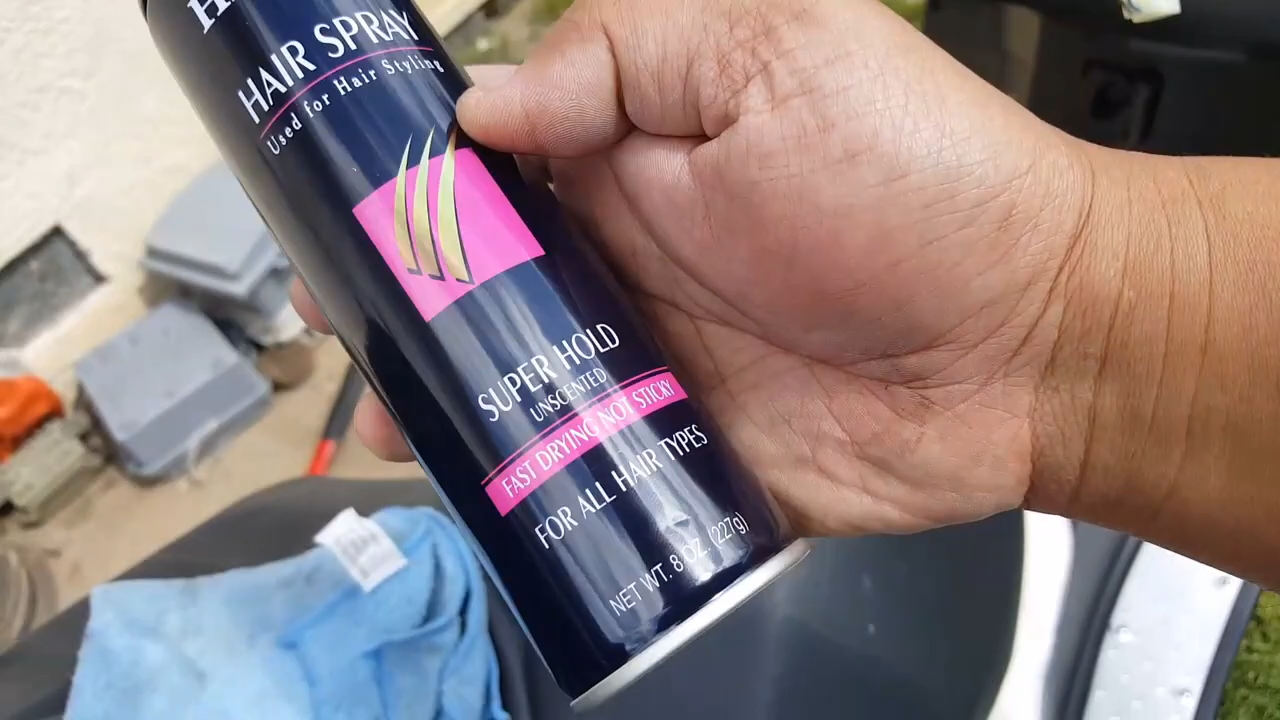 HAIR SPRAY
Used for Hair Styling
SUPER HOLD
UNSCENTED
FAST DRYING NOT STICKY
FOR ALL HAIR TYPES
NET WT. 8 OZ. (227g)